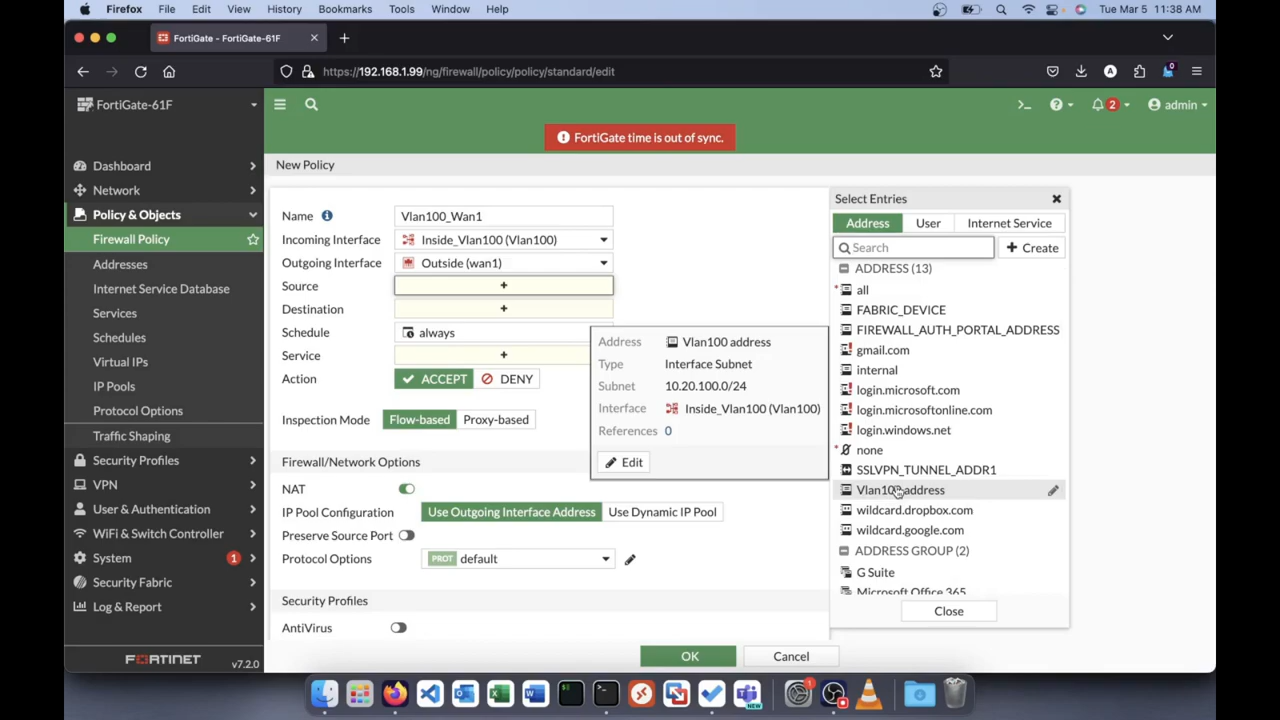 Firefox File Edit View History Bookmarks Tools Window Help Tue Mar 5 11:38 AM
FortiGate - FortiGate-61F
https://192.168.1.99/ng/firewall/policy/policy/standard/edit
FortiGate-61F
2 admin
FortiGate time is out of sync.
Dashboard
Network
Policy & Objects
Firewall Policy
Addresses
Internet Service Database
Services
Schedules
Virtual IPs
IP Pools
Protocol Options
Traffic Shaping
Security Profiles
VPN
User & Authentication
WiFi & Switch Controller
System 1
Security Fabric
Log & Report
FORTINET v7.2.0
New Policy
Name Vlan100_Wan1
Incoming Interface Inside_Vlan100 (Vlan100)
Outgoing Interface Outside (wan1)
Source +
Destination +
Schedule always
Service +
Action ACCEPT DENY
Inspection Mode Flow-based Proxy-based
Firewall/Network Options
NAT
IP Pool Configuration Use Outgoing Interface Address Use Dynamic IP Pool
Preserve Source Port
Protocol Options PROT default
Security Profiles
AntiVirus
OK Cancel
Address Vlan100 address
Type Interface Subnet
Subnet 10.20.100.0/24
Interface Inside_Vlan100 (Vlan100)
References 0
Edit
Select Entries
Address User Internet Service
Search + Create
ADDRESS (13)
all
FABRIC_DEVICE
FIREWALL_AUTH_PORTAL_ADDRESS
gmail.com
internal
login.microsoft.com
login.microsoftonline.com
login.windows.net
none
SSLVPN_TUNNEL_ADDR1
Vlan100 address
wildcard.dropbox.com
wildcard.google.com
ADDRESS GROUP (2)
G Suite
Microsoft Office 365
Close